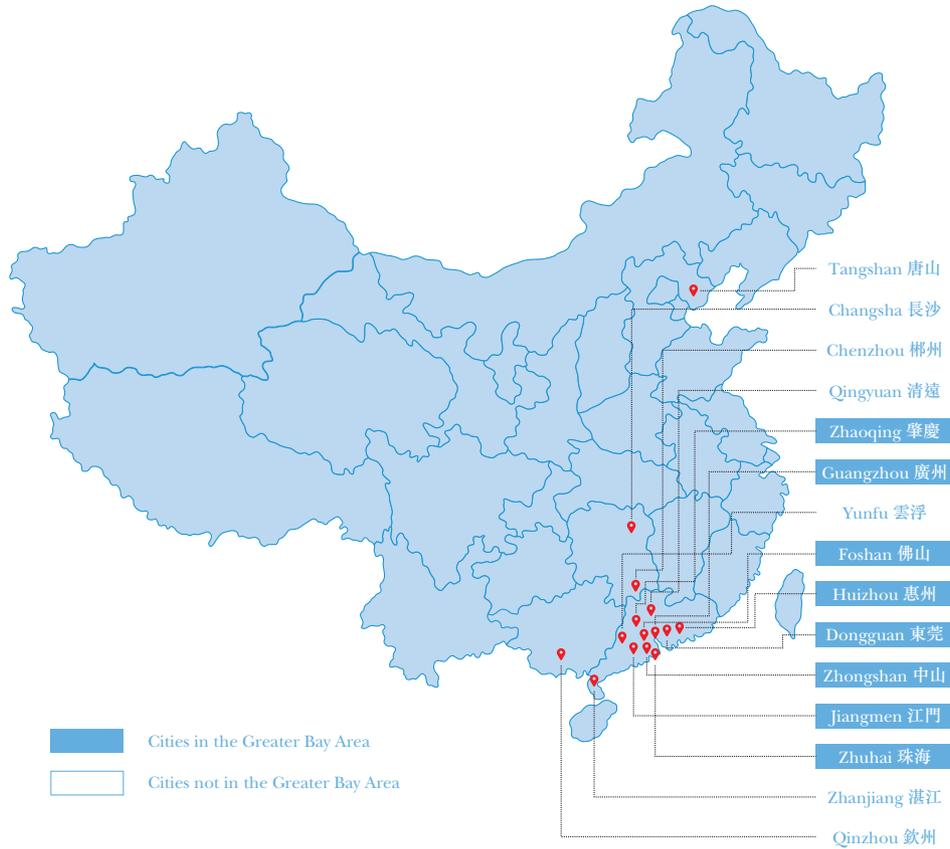 Tangshan 唐山
Changsha 長沙
Chenzhou 郴州
Qingyuan 清遠
Zhaoqing 肇慶
Guangzhou 廣州
Yunfu 雲浮
Foshan 佛山
Huizhou 惠州
Dongguan 東莞
Zhongshan 中山
Jiangmen 江門
Zhuhai 珠海
Zhanjiang 湛江
Qinzhou 欽州
Cities in the Greater Bay Area
Cities not in the Greater Bay Area